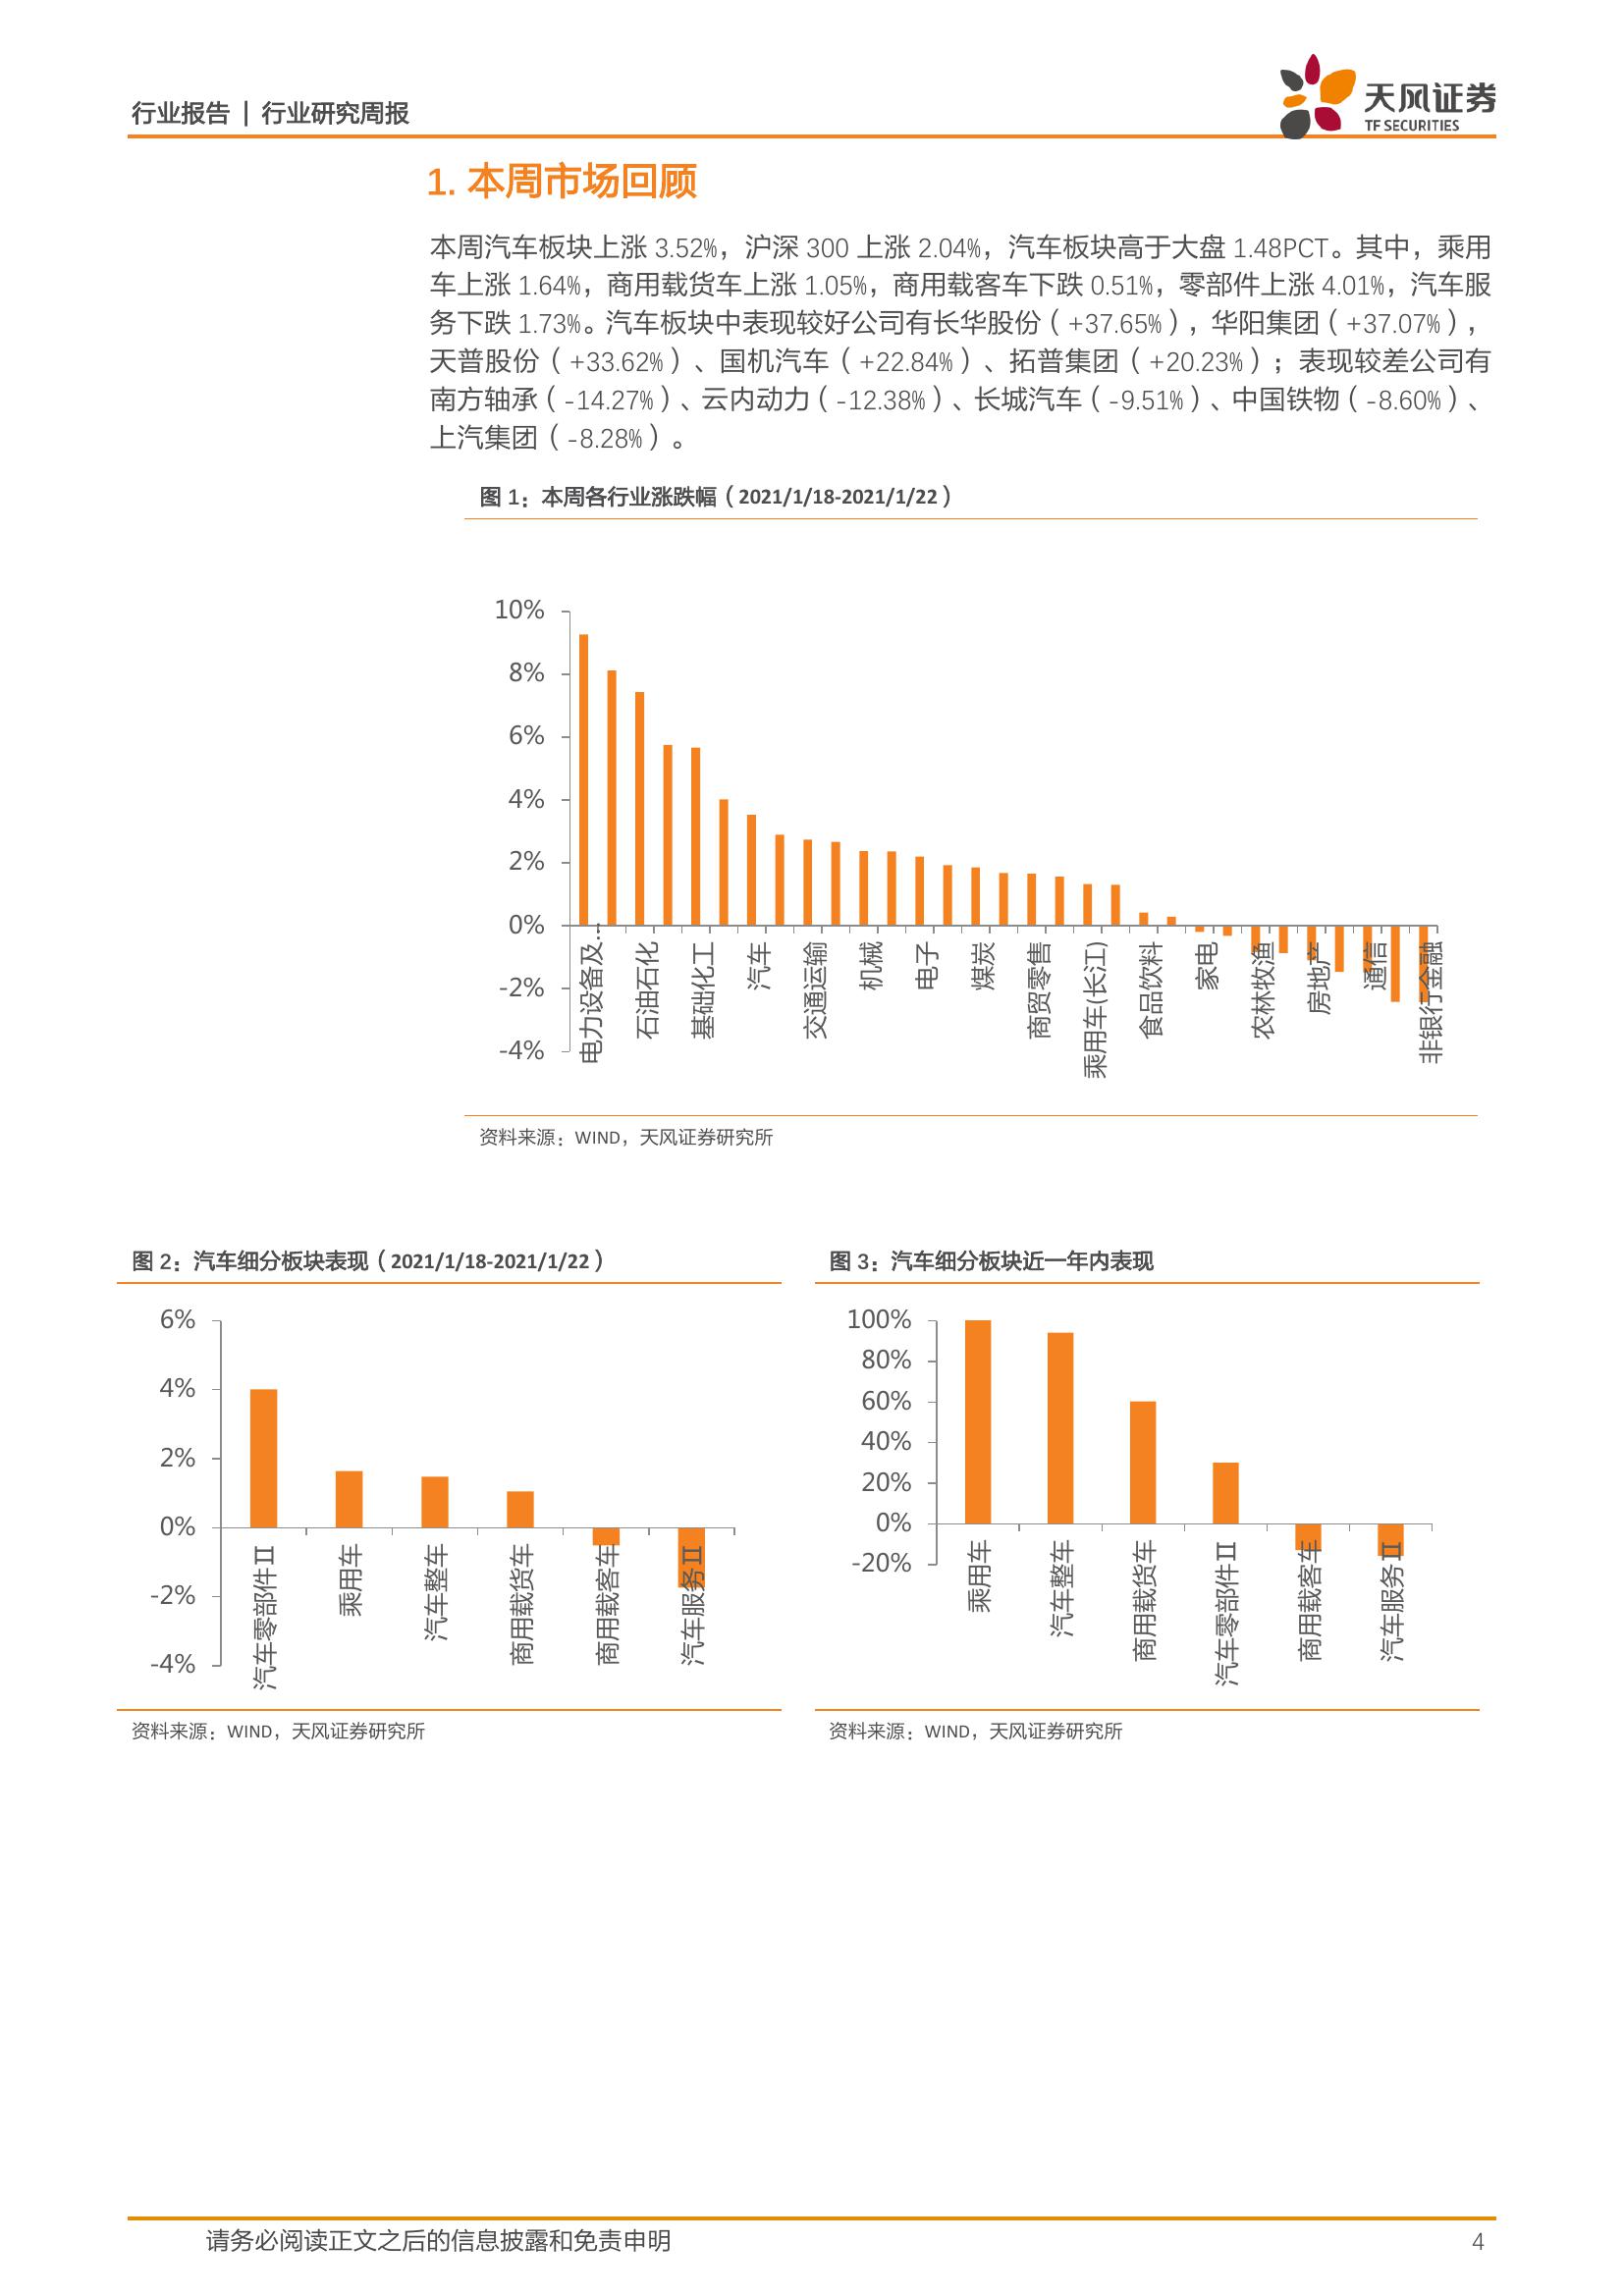 行业报告 | 行业研究周报
天风证券
TF SECURITIES
1. 本周市场回顾
本周汽车板块上涨 3.52%，沪深 300 上涨 2.04%，汽车板块高于大盘 1.48PCT。其中，乘用
车上涨 1.64%，商用载货车上涨 1.05%，商用载客车下跌 0.51%，零部件上涨 4.01%，汽车服
务下跌 1.73%。汽车板块中表现较好公司有长华股份（+37.65%），华阳集团（+37.07%），
天普股份（+33.62%）、国机汽车（+22.84%）、拓普集团（+20.23%）；表现较差公司有
南方轴承（-14.27%）、云内动力（-12.38%）、长城汽车（-9.51%）、中国铁物（-8.60%）、
上汽集团（-8.28%）。
图 1：本周各行业涨跌幅（2021/1/18-2021/1/22）
10%
8%
6%
4%
2%
0%
-2%
-4%
电力设备及…
石油石化
基础化工
汽车
交通运输
机械
电子
煤炭
商贸零售
乘用车(长江)
食品饮料
家电
农林牧渔
房地产
通信
非银行金融
资料来源：WIND，天风证券研究所
图 2：汽车细分板块表现（2021/1/18-2021/1/22）
6%
4%
2%
0%
-2%
-4%
汽车零部件Ⅱ
乘用车
汽车整车
商用载货车
商用载客车
汽车服务Ⅱ
资料来源：WIND，天风证券研究所
图 3：汽车细分板块近一年内表现
100%
80%
60%
40%
20%
0%
-20%
乘用车
汽车整车
商用载货车
汽车零部件Ⅱ
商用载客车
汽车服务Ⅱ
资料来源：WIND，天风证券研究所
请务必阅读正文之后的信息披露和免责申明
4